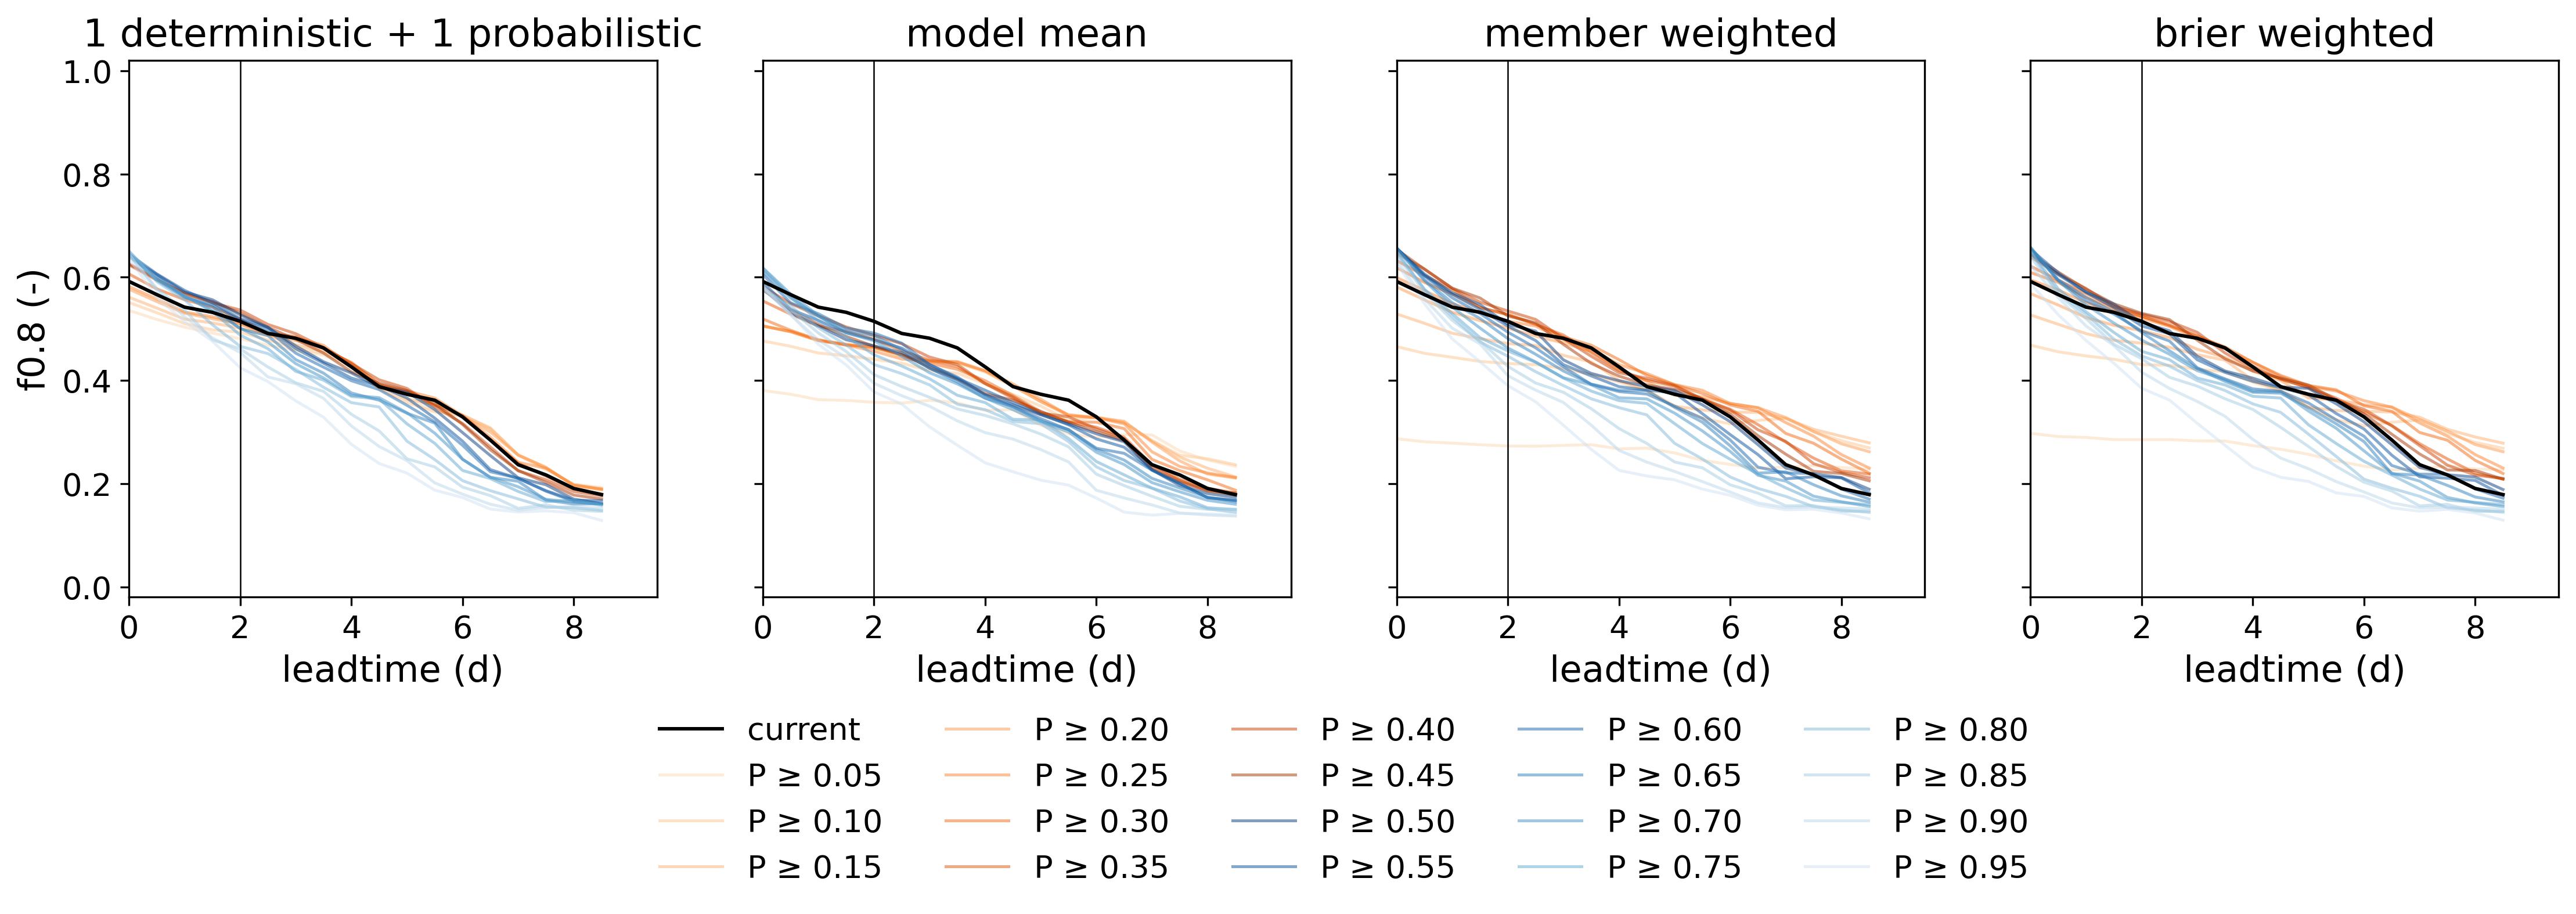 1 deterministic + 1 probabilistic model mean member weighted brier weighted
1.0
0.8
0.6
0.4
0.2
0.0
f0.8 (-)
0 2 4 6 8 0 2 4 6 8 0 2 4 6 8 0 2 4 6 8
leadtime (d) leadtime (d) leadtime (d) leadtime (d)
current P ≥ 0.20 P ≥ 0.40 P ≥ 0.60 P ≥ 0.80
P ≥ 0.05 P ≥ 0.25 P ≥ 0.45 P ≥ 0.65 P ≥ 0.85
P ≥ 0.10 P ≥ 0.30 P ≥ 0.50 P ≥ 0.70 P ≥ 0.90
P ≥ 0.15 P ≥ 0.35 P ≥ 0.55 P ≥ 0.75 P ≥ 0.95